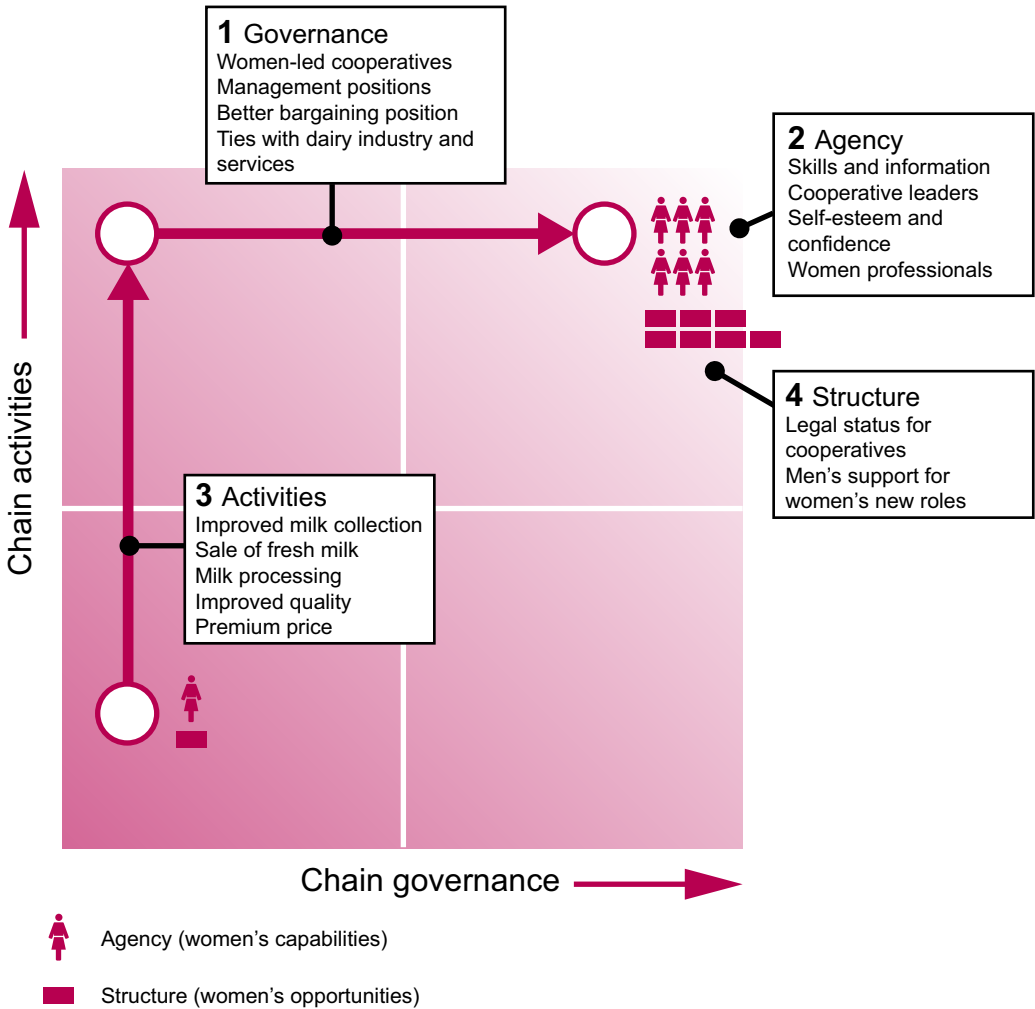 1 Governance
Women-led cooperatives
Management positions
Better bargaining position
Ties with dairy industry and
services
2 Agency
Skills and information
Cooperative leaders
Self-esteem and
confidence
Women professionals
4 Structure
Legal status for
cooperatives
Men's support for
women's new roles
3 Activities
Improved milk collection
Sale of fresh milk
Milk processing
Improved quality
Premium price
Chain activities
Chain governance
Agency (women's capabilities)
Structure (women's opportunities)